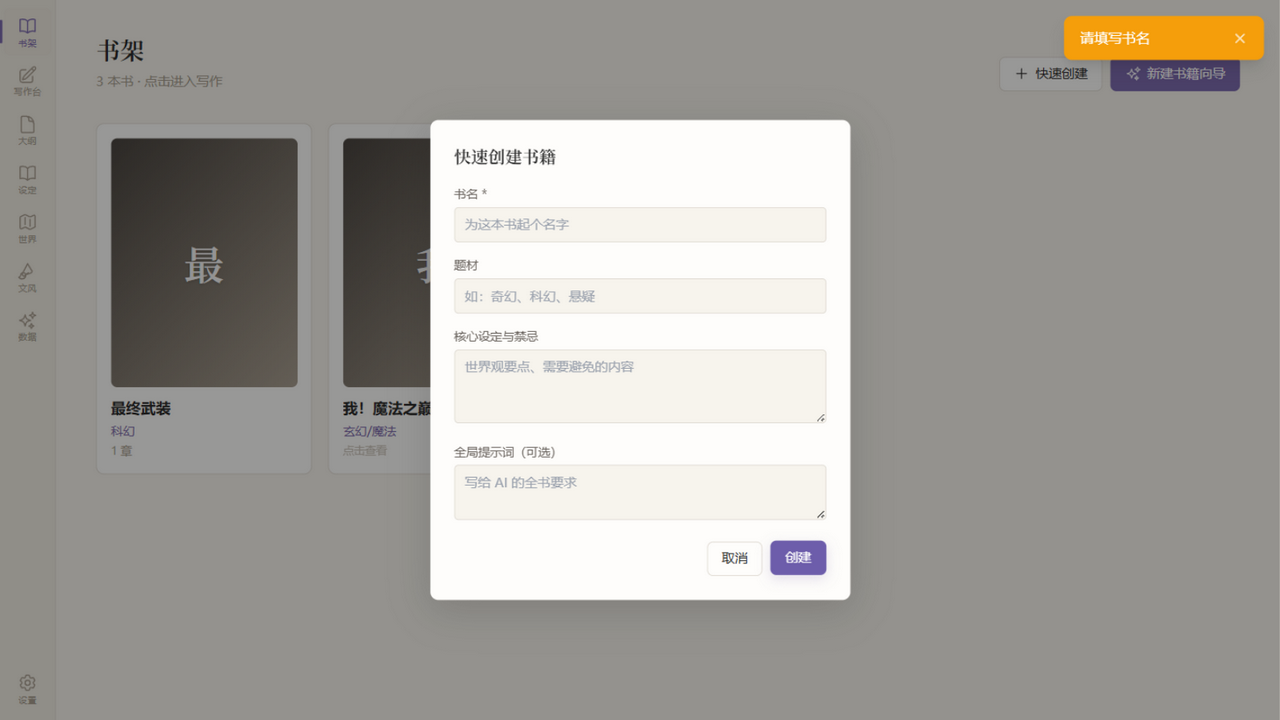 书架
写作台
大纲
设定
世界
文风
数据
设置
书架
3 本书 · 点击进入写作
请填写书名
快速创建
新建书籍向导
最
最终武装
科幻
1 章
我！魔法之巅
玄幻/魔法
点击查看
快速创建书籍
书名 *
为这本书起个名字
题材
如：奇幻、科幻、悬疑
核心设定与禁忌
世界观要点、需要避免的内容
全局提示词（可选）
写给 AI 的全书要求
取消
创建